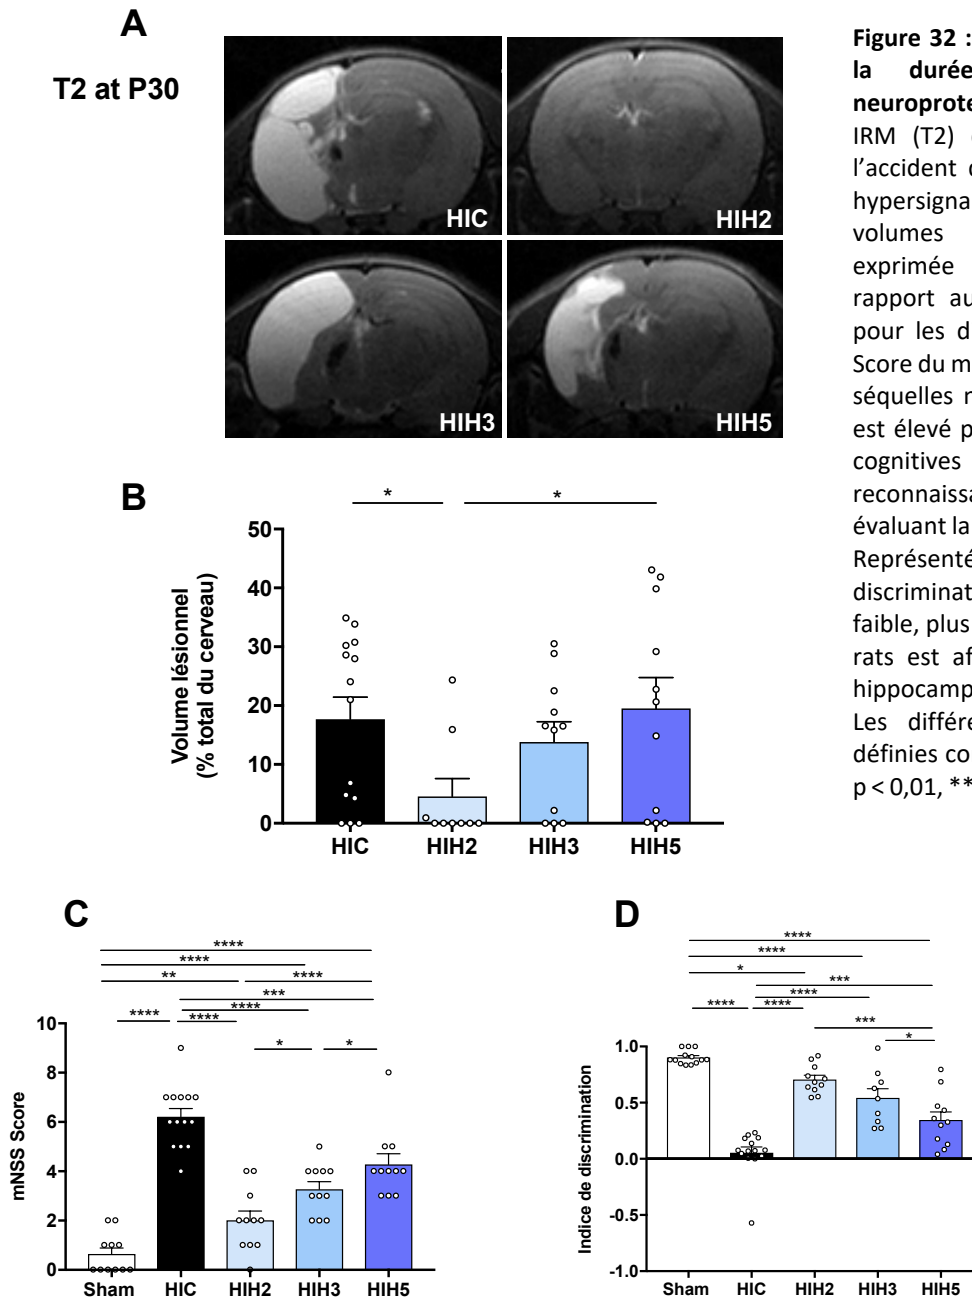 A
T2 at P30
HIC
HIH2
HIH3
HIH5
Figure 32 :
la durée
neuroprote
IRM (T2)
l'accident
hypersigna
volumes
exprimée
rapport au
pour les d
Score du m
séquelles
est élevé p
cognitives
reconnaissa
évaluant la
Représenté
discriminat
faible, plus
rats est af
hippocamp
Les différe
définies co
p < 0,01, **
B
* *
Volume lésionnel
(% total du cerveau)
50
40
30
20
10
0
HIC HIH2 HIH3 HIH5
C
****
****
** ****
***
****
**** ****
* *
mNSS Score
10
8
6
4
2
0
Sham HIC HIH2 HIH3 HIH5
D
****
****
*
***
****
**** ****
***
*
Indice de discrimination
1.0
0.5
0.0
-0.5
-1.0
Sham HIC HIH2 HIH3 HIH5